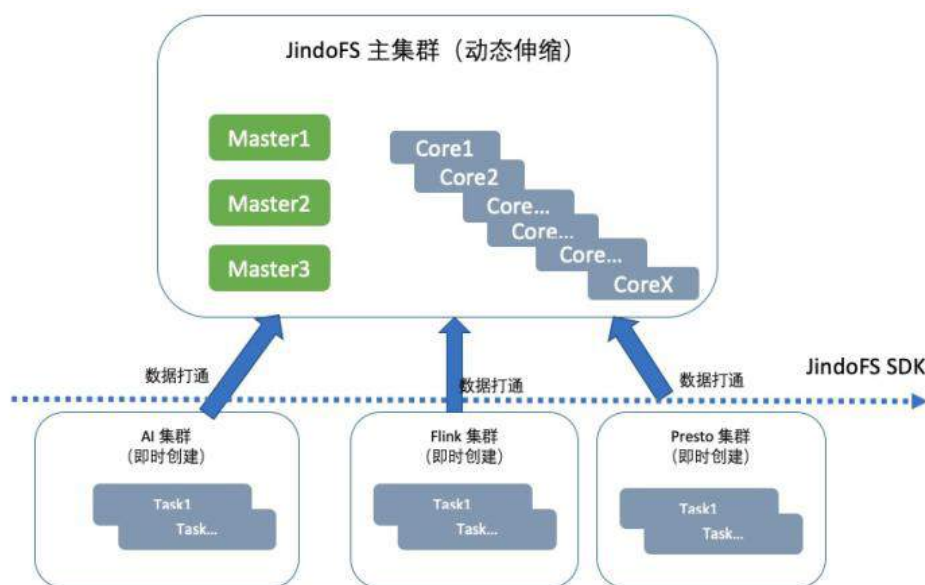 JindoFS 主集群（动态伸缩）
Master1
Master2
Master3
Core1
Core2
Core...
Core...
Core...
CoreX
数据打通
数据打通
数据打通
JindoFS SDK
AI 集群
（即时创建）
Task1
Task...
Flink 集群
（即时创建）
Task1
Task...
Presto 集群
（即时创建）
Task1
Task...